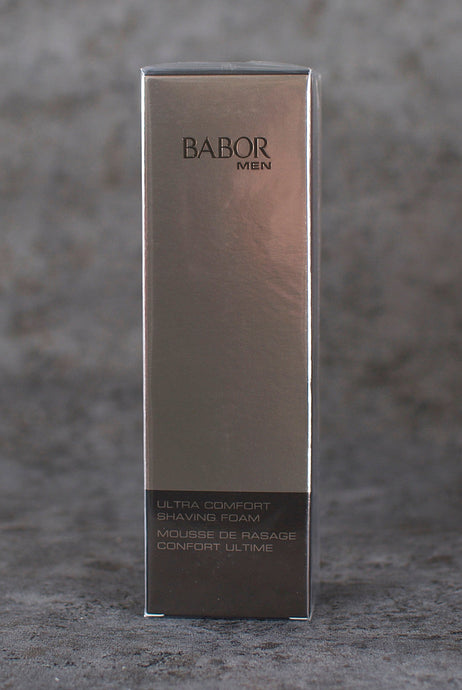 BABOR
MEN
ULTRA COMFORT
SHAVING FOAM
MOUSSE DE RASAGE
CONFORT ULTIME